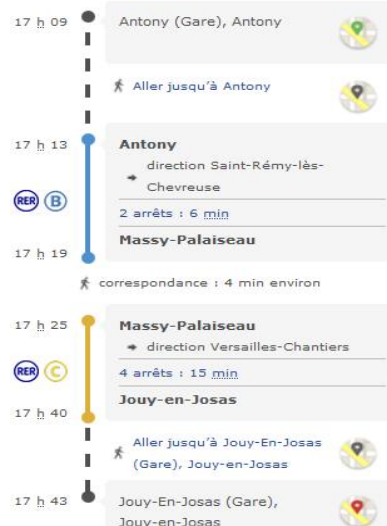 17 h 09 Antony (Gare), Antony
Aller jusqu'à Antony
17 h 13 Antony
direction Saint-Rémy-lès-
Chevreuse
RER B
2 arrêts : 6 min
17 h 19 Massy-Palaiseau
correspondance : 4 min environ
17 h 25 Massy-Palaiseau
direction Versailles-Chantiers
RER C
4 arrêts : 15 min
17 h 40 Jouy-en-Josas
Aller jusqu'à Jouy-En-Josas
(Gare), Jouy-en-Josas
17 h 43 Jouy-En-Josas (Gare),
Jouy-en-Josas